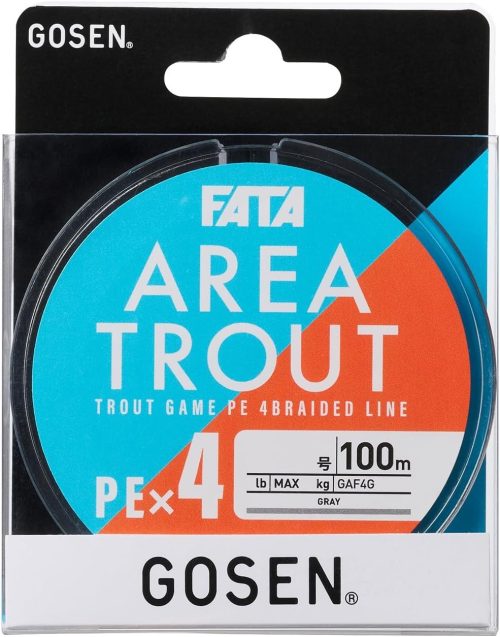 GOSEN®
FATA
AREA
TROUT
TROUT GAME PE 4BRAIDED LINE
PE×4
号 100m
lb MAX kg GAF4G
GRAY
GOSEN®